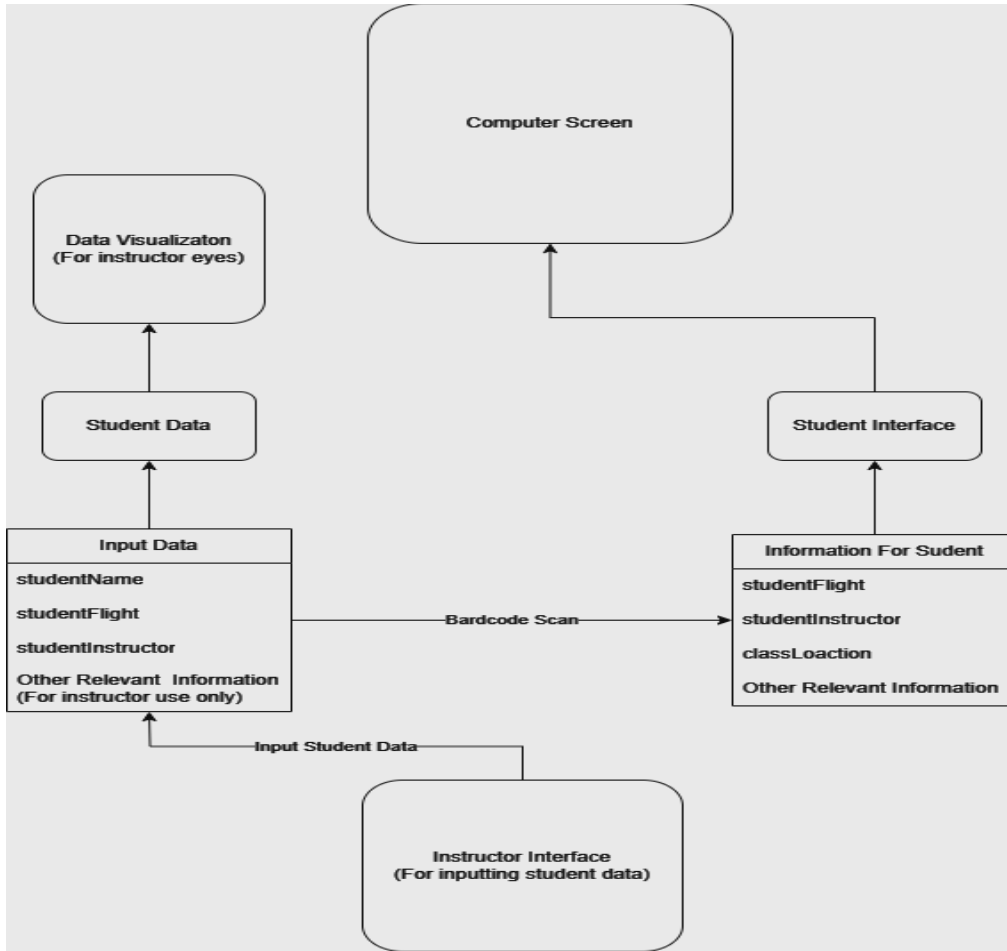 Computer Screen
Data Visualizaton
(For instructor eyes)
Student Data
Student Interface
Input Data
studentName
studentFlight
studentInstructor
Other Relevant Information
(For instructor use only)
Bardcode Scan
Information For Sudent
studentFlight
studentInstructor
classLoaction
Other Relevant Information
Input Student Data
Instructor Interface
(For inputting student data)